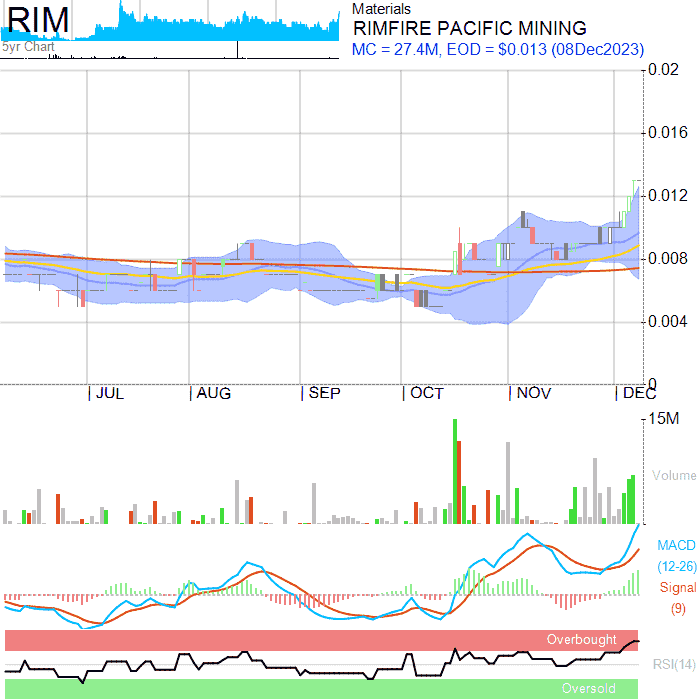 RIM
5yr Chart
Materials
RIMFIRE PACIFIC MINING
MC = 27.4M, EOD = $0.013 (08Dec2023)
0.02
0.016
0.012
0.008
0.004
0
JUL AUG SEP OCT NOV DEC
15M
Volume
MACD
(12-26)
Signal
(9)
Overbought
RSI(14)
Oversold